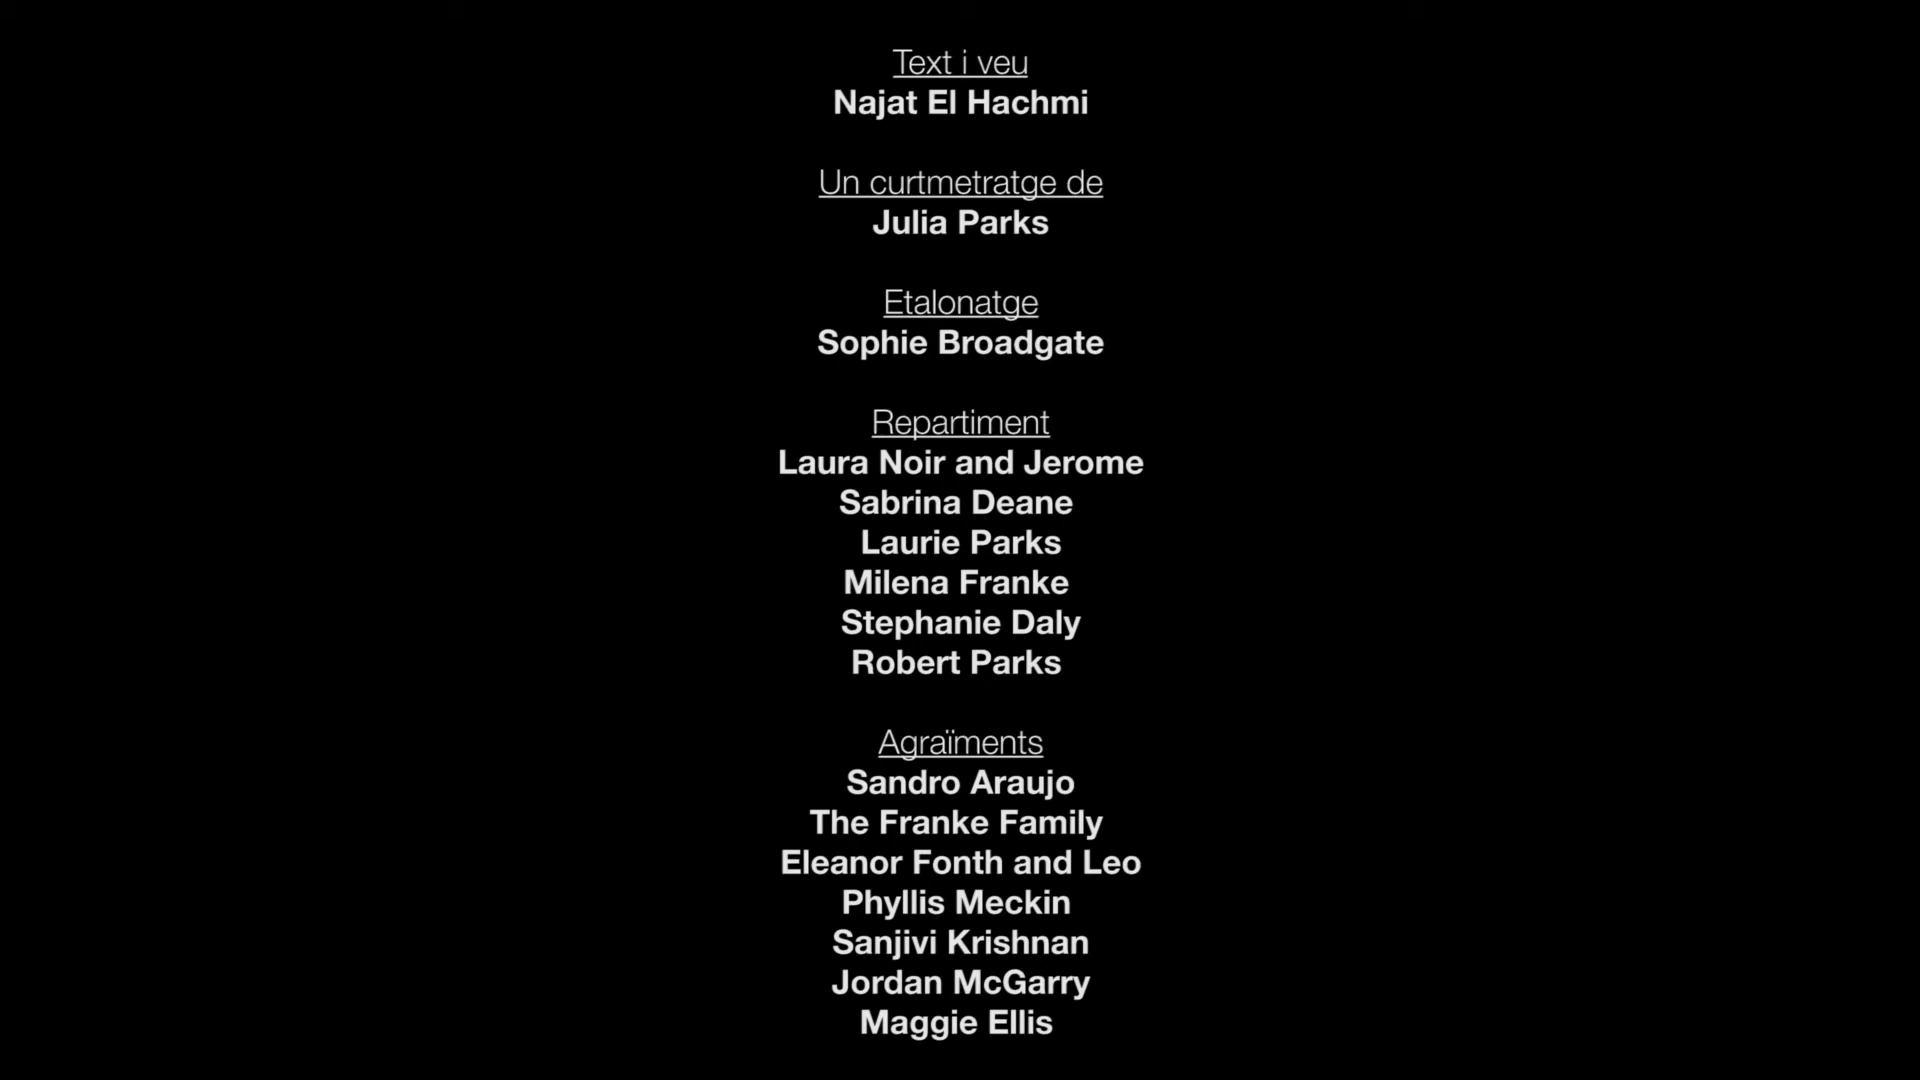 Text i veu
Najat El Hachmi
Un curtmetratge de
Julia Parks
Etalonatge
Sophie Broadgate
Repartiment
Laura Noir and Jerome
Sabrina Deane
Laurie Parks
Milena Franke
Stephanie Daly
Robert Parks
Agraïments
Sandro Araujo
The Franke Family
Eleanor Fonth and Leo
Phyllis Meckin
Sanjivi Krishnan
Jordan McGarry
Maggie Ellis